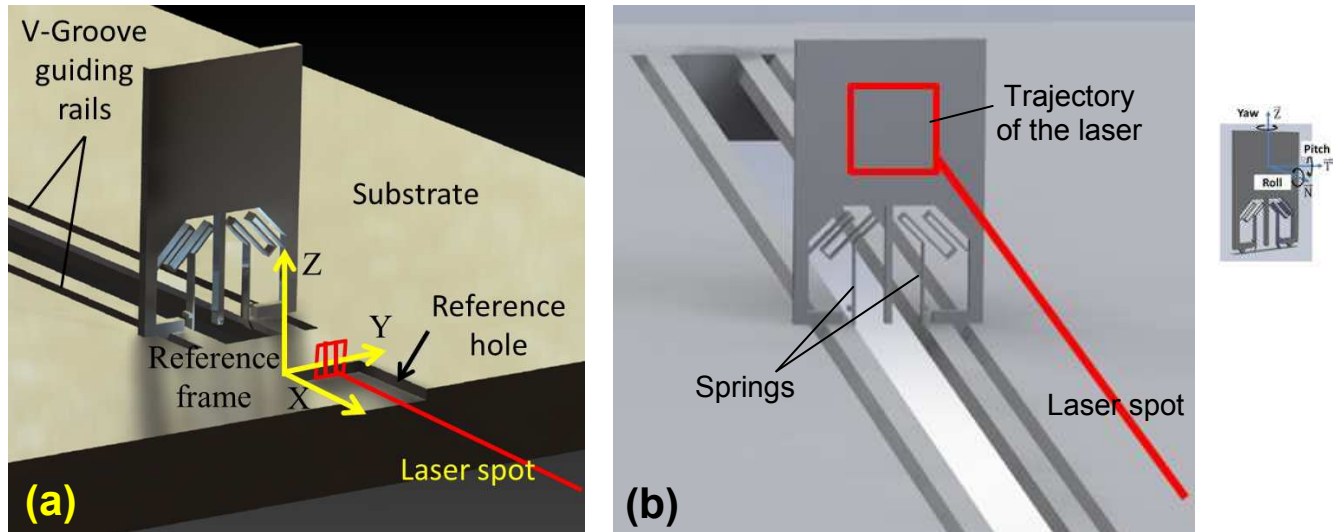 V-Groove
guiding
rails
Substrate
Z
Y
X
Reference
hole
Reference
frame
Laser spot
(a)
Trajectory
of the laser
Springs
Laser spot
(b)
Yaw
Z
Pitch
T
Roll
N